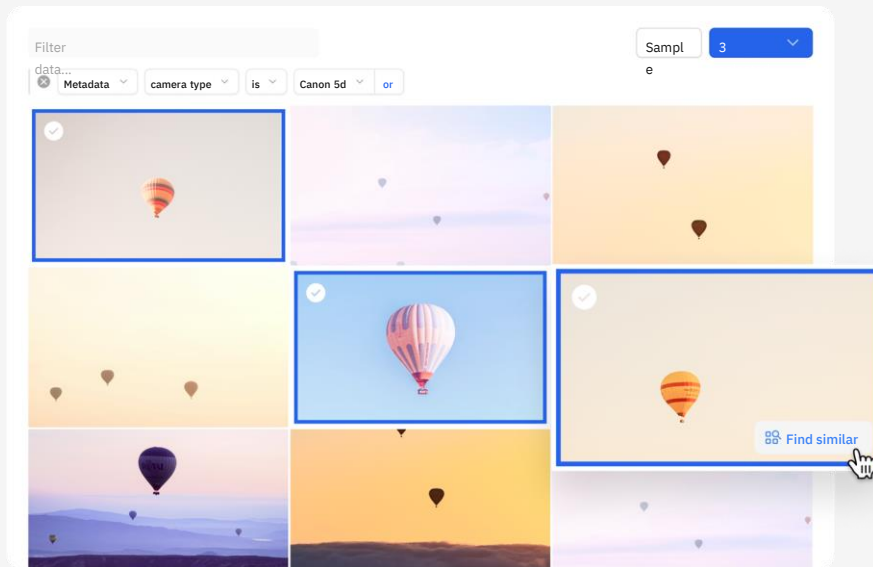 Filter
data...
Sampl
e
3
Metadata
camera type
is
Canon 5d
or
Find similar